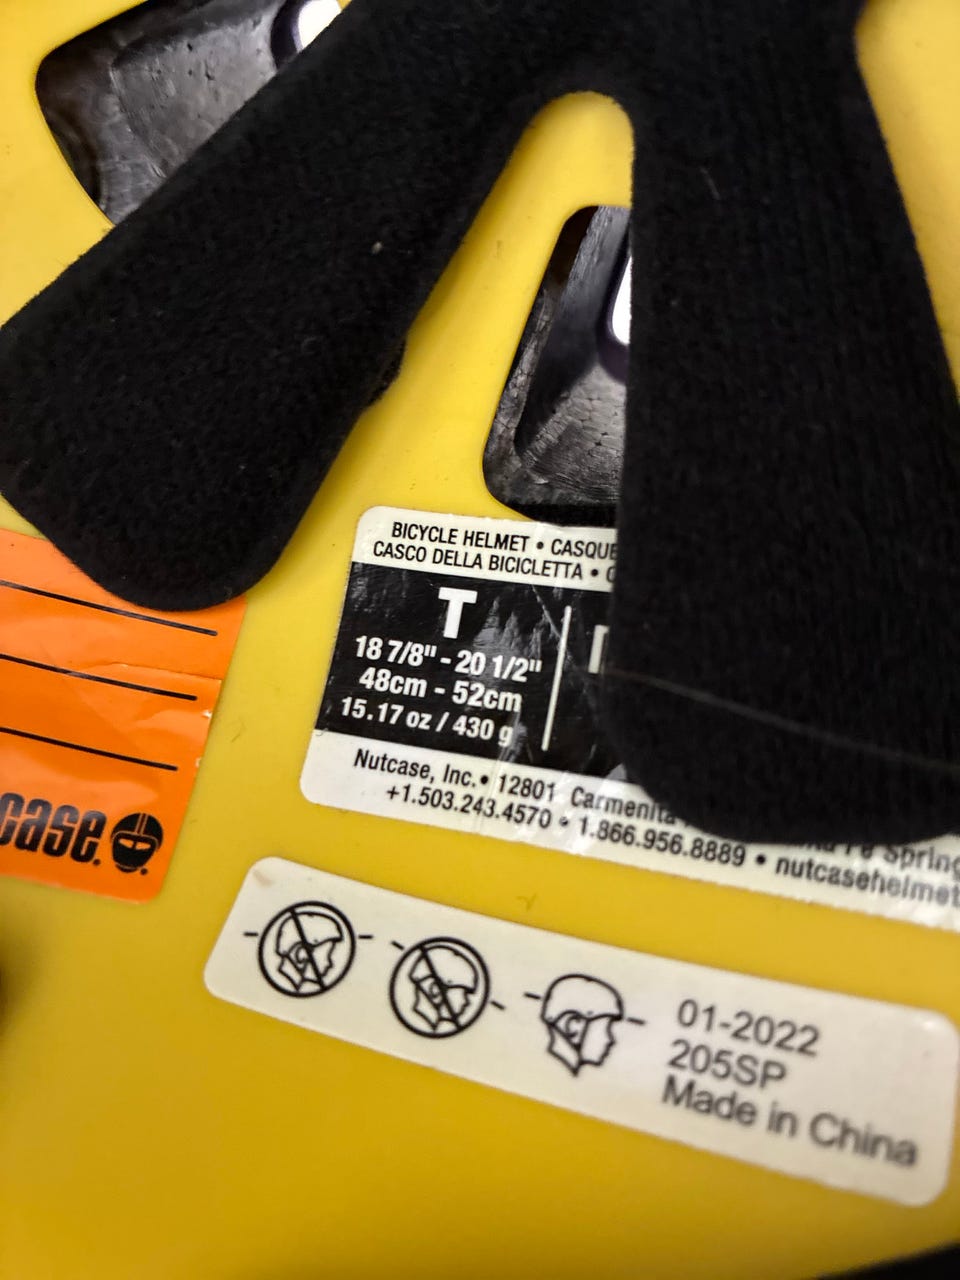 BICYCLE HELMET • CASQUE
CASCO DELLA BICICLETTA •
T
18 7/8" - 20 1/2"
48cm - 52cm
15.17 oz / 430 g
Nutcase, Inc. • 12801 Carmenita
Spring
+1.503.243.4570 • 1.866.956.8889 • nutcasehelmet
case.
01-2022
205SP
Made in China